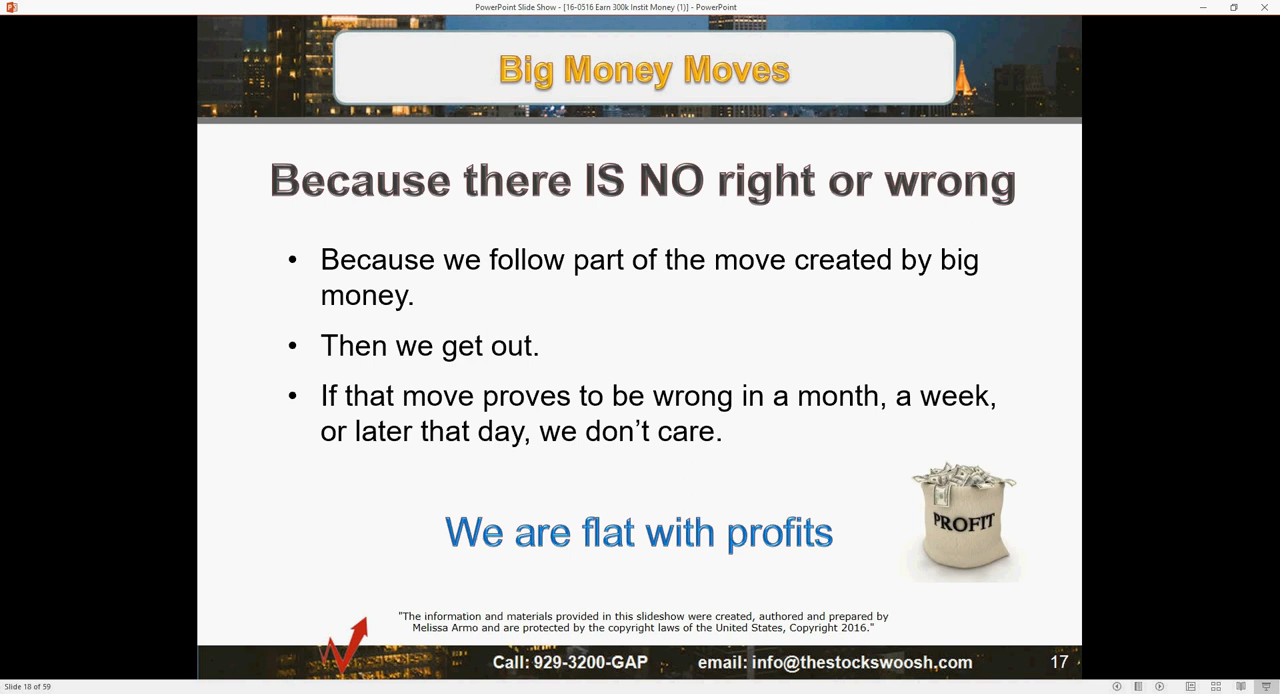 PowerPoint Slide Show - [16-0516 Earn 300k Instit Money (1)] - PowerPoint
Big Money Moves
Because there IS NO right or wrong
• Because we follow part of the move created by big
money.
• Then we get out.
• If that move proves to be wrong in a month, a week,
or later that day, we don’t care.
PROFIT
We are flat with profits
"The information and materials provided in this slideshow were created, authored and prepared by
Melissa Armo and are protected by the copyright laws of the United States, Copyright 2016."
Call: 929-3200-GAP email: info@thestockswoosh.com 17
Slide 18 of 59